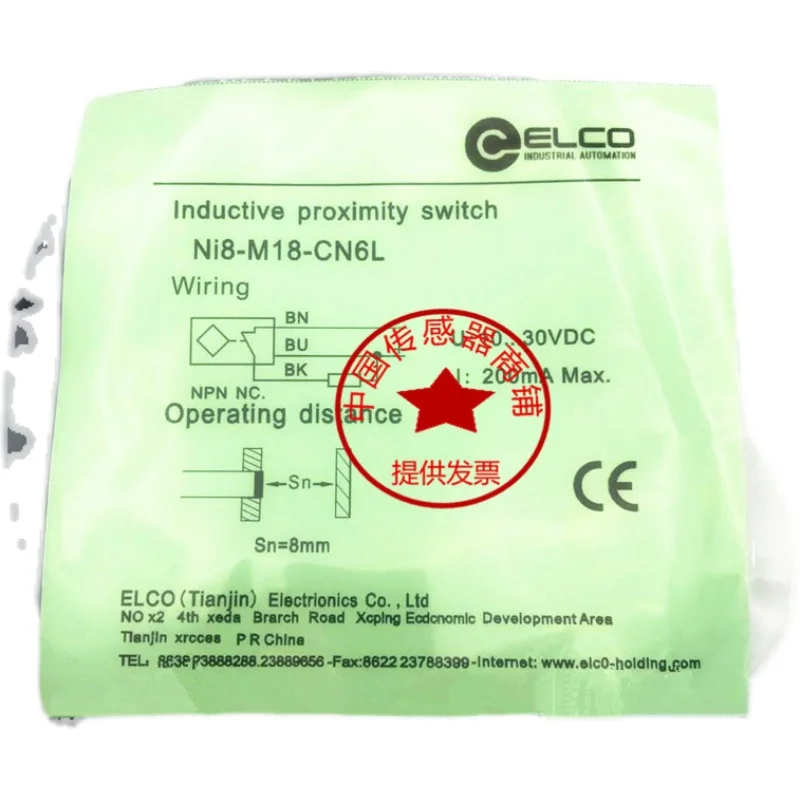 ELCO
INDUSTRIAL AUTOMATION
Inductive proximity switch
Ni8-M18-CN6L
Wiring
BN
BU
BK
NPN NC.
30VDC
I: 200mA Max.
Operating distance
中国传感器商铺
提供发票
Sn
Sn=8mm
CE
ELCO (Tianjin) Electrionics Co., Ltd
NO x2 4th xeda Brarch Road Xcping Ecdcnomic Development Area
Tianjin xrcces P R China
TEL: 23889656-Fax:8622 23788399-Internet: www.elc0-holding.com